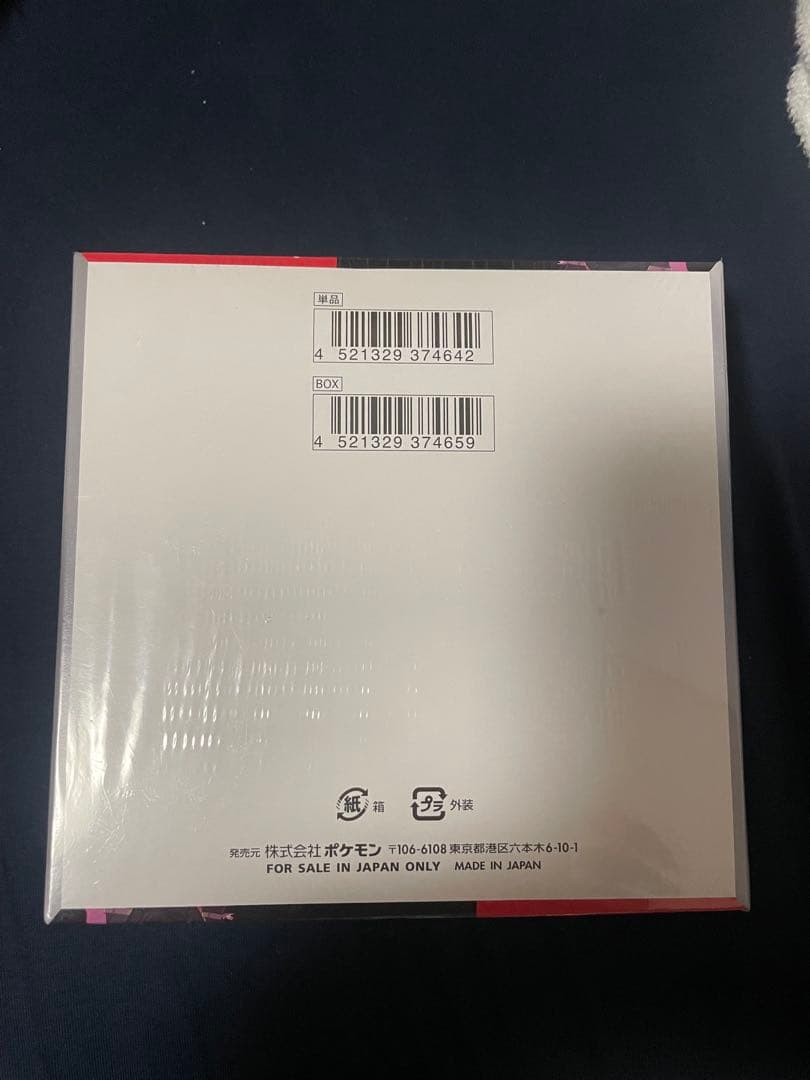 単品
4 521329 374642
BOX
4 521329 374659
紙 箱 プラ 外装
発売元 株式会社 ポケモン 〒106-6108 東京都港区六本木6-10-1
FOR SALE IN JAPAN ONLY MADE IN JAPAN